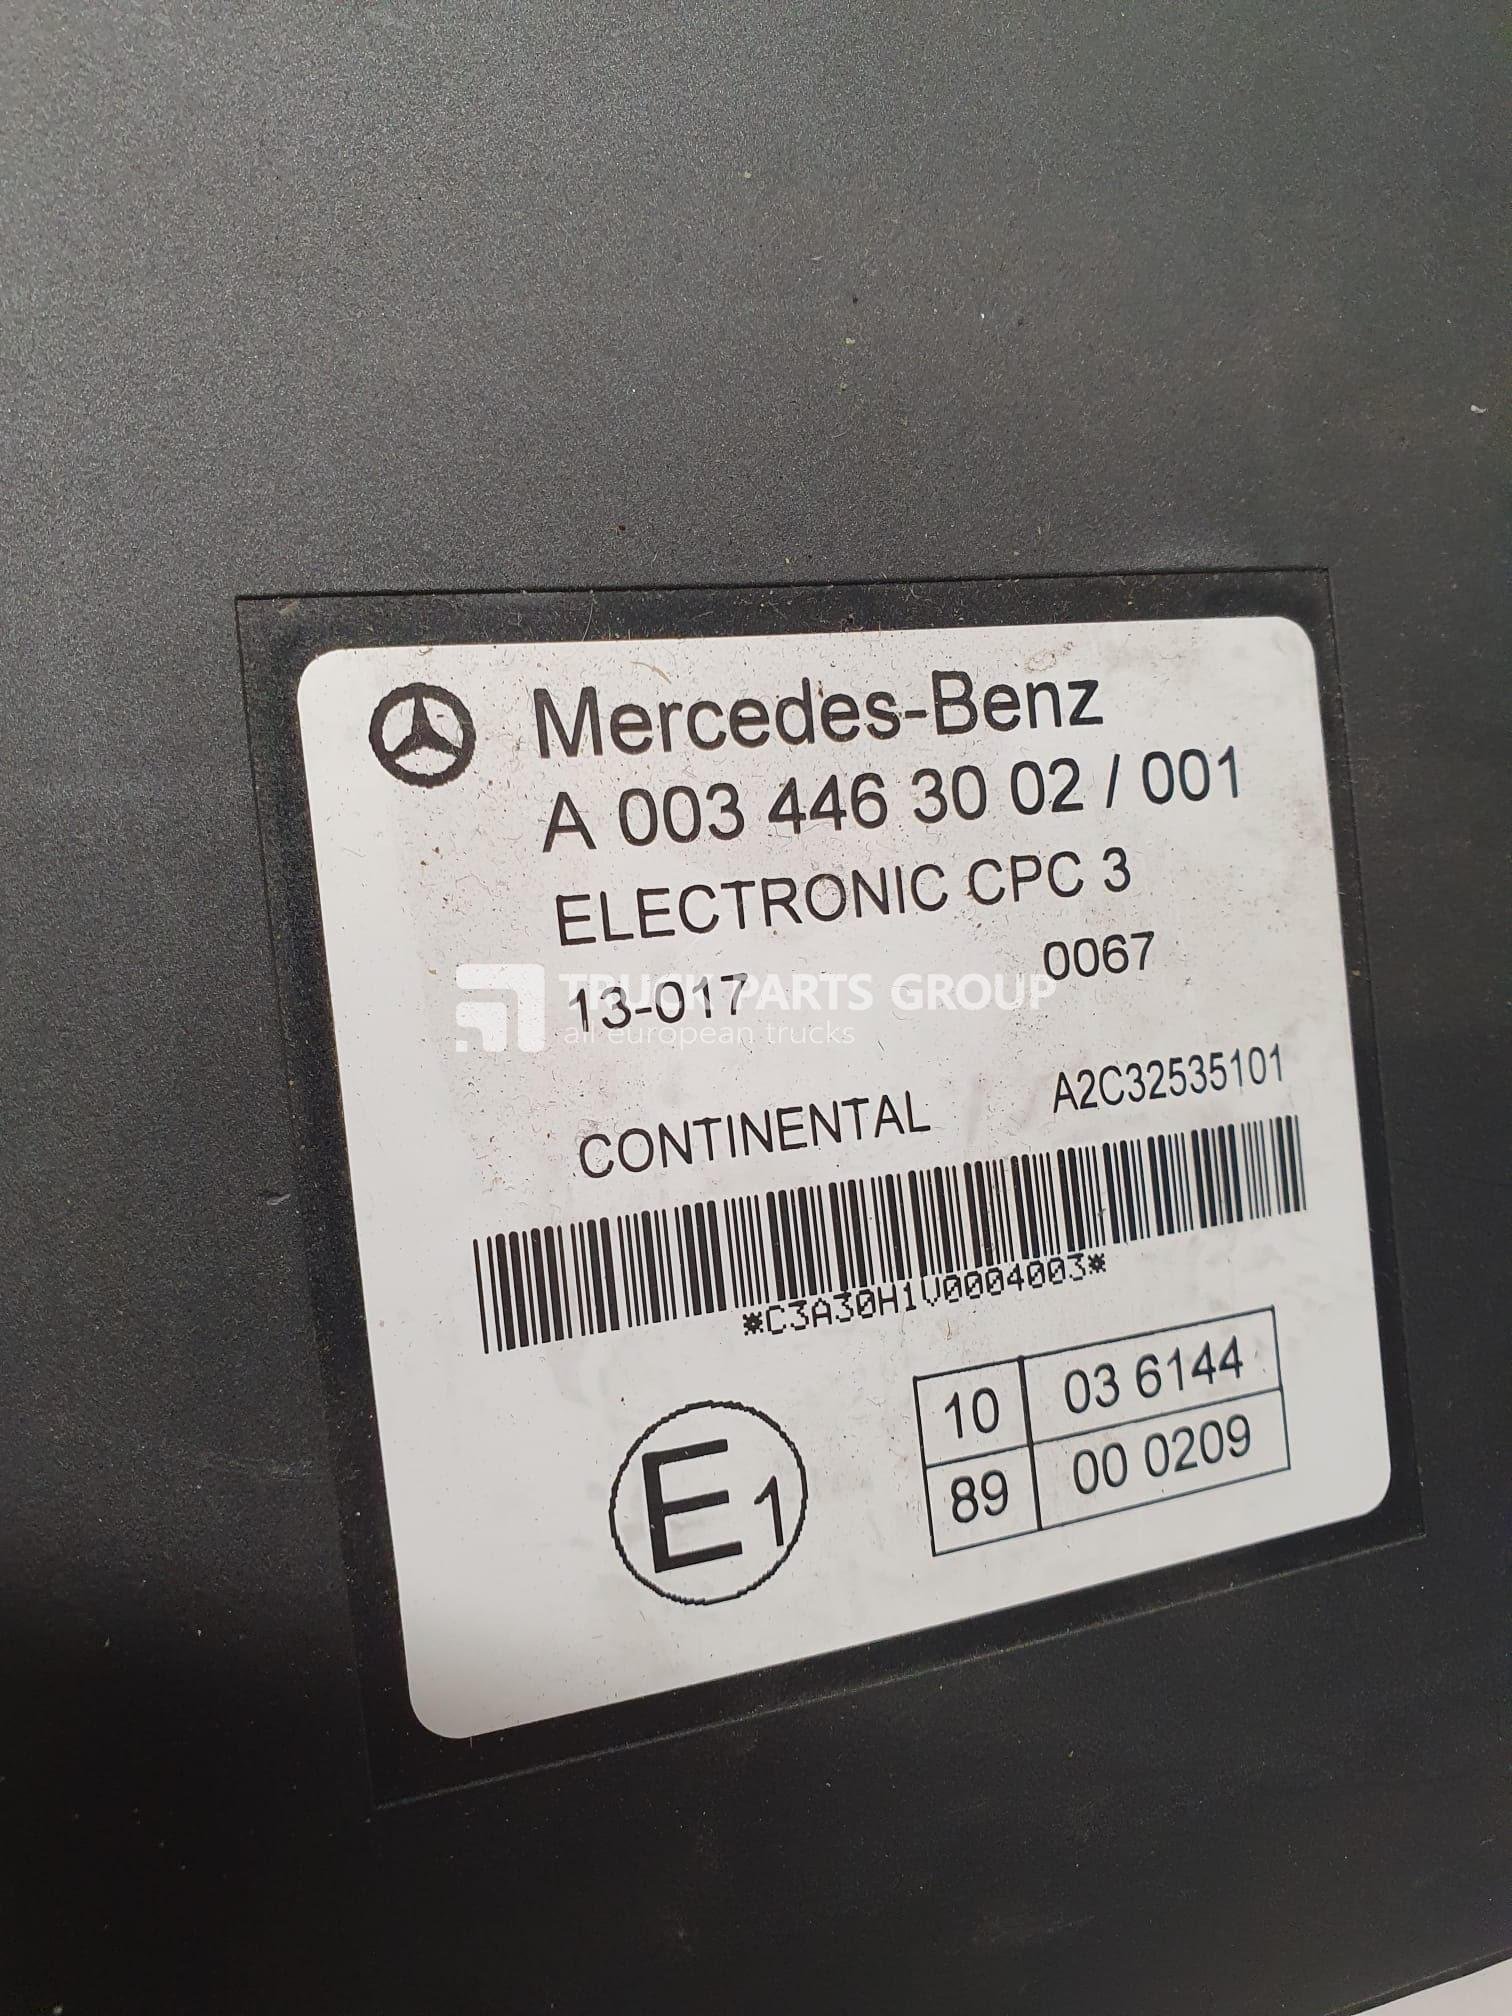 Mercedes-Benz
A 003 446 30 02 / 001
ELECTRONIC CPC 3
13-017 0067
TRUCK PARTS GROUP
all european trucks
CONTINENTAL A2C32535101
*C3A30H1V0004003*
10 03 6144
89 00 0209
E1